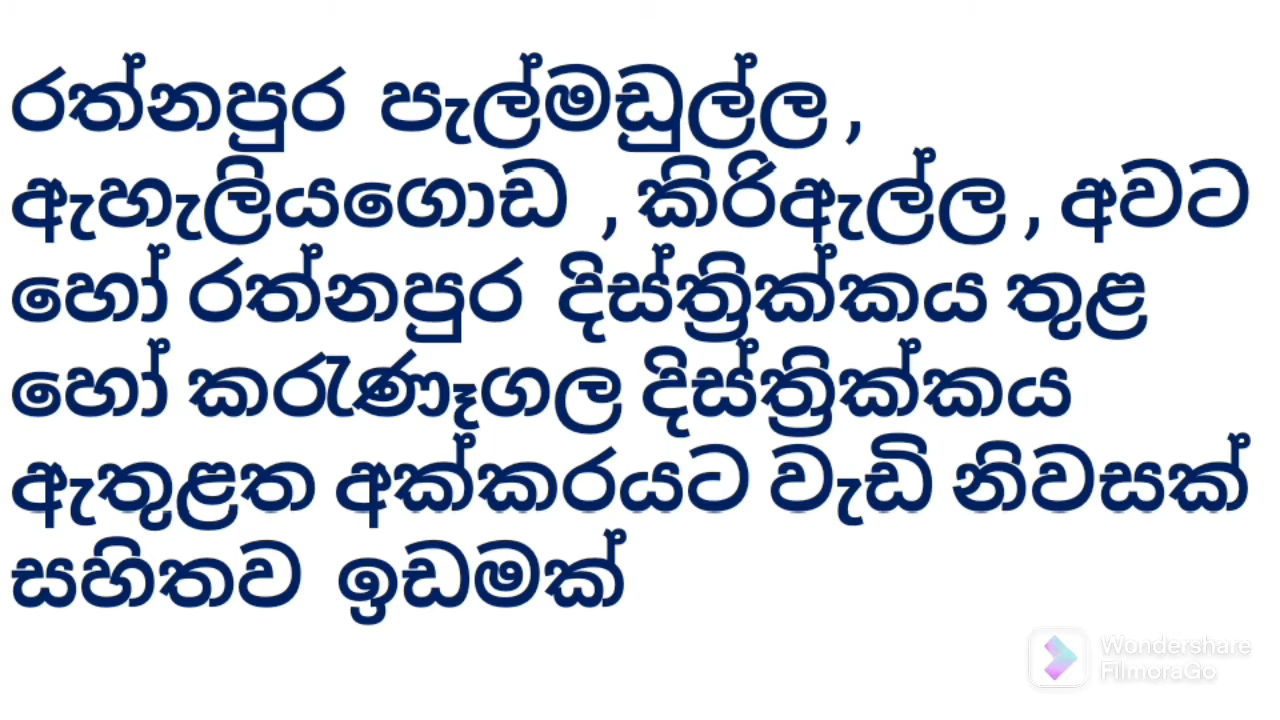 රත්නපුර පැල්මඩුල්ල ,
ඇහැලියගොඩ , කිරිඇල්ල , අවට
හෝ රත්නපුර දිස්ත්‍රික්කය තුළ
හෝ කරැණෑගල දිස්ත්‍රික්කය
ඇතුළත අක්කරයට වැඩි නිවසක්
සහිතව ඉඩමක්
Wondershare
FilmoraGo